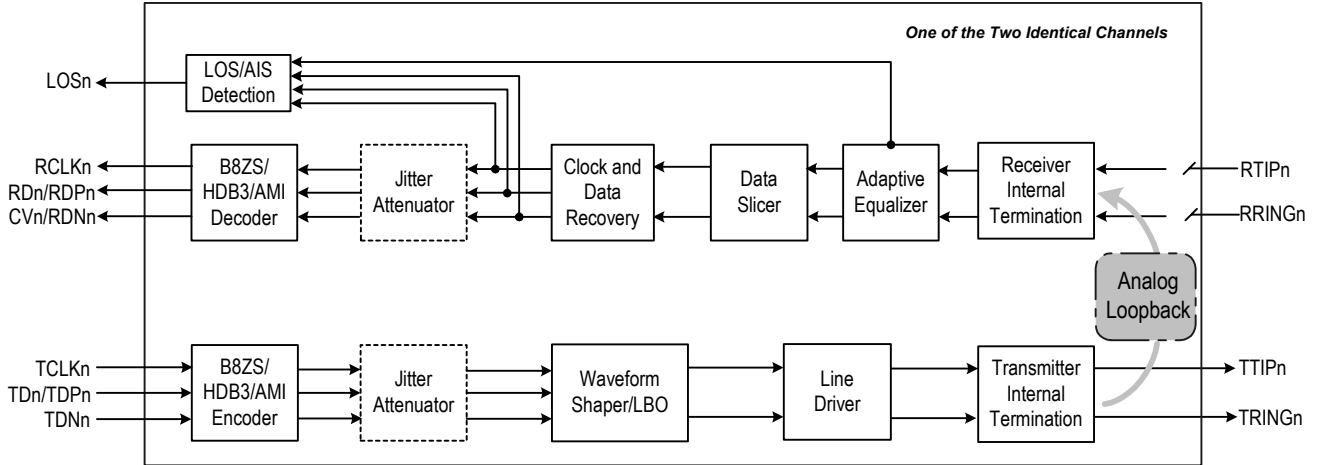 One of the Two Identical Channels
LOSn
LOS/AIS
Detection
RCLKn
RDn/RDPn
CVn/RDNn
B8ZS/
HDB3/AMI
Decoder
Jitter
Attenuator
Clock and
Data
Recovery
Data
Slicer
Adaptive
Equalizer
Receiver
Internal
Termination
RTIPn
RRINGn
Analog
Loopback
TCLKn
TDn/TDPn
TDNn
B8ZS/
HDB3/AMI
Encoder
Jitter
Attenuator
Waveform
Shaper/LBO
Line
Driver
Transmitter
Internal
Termination
TTIPn
TRINGn